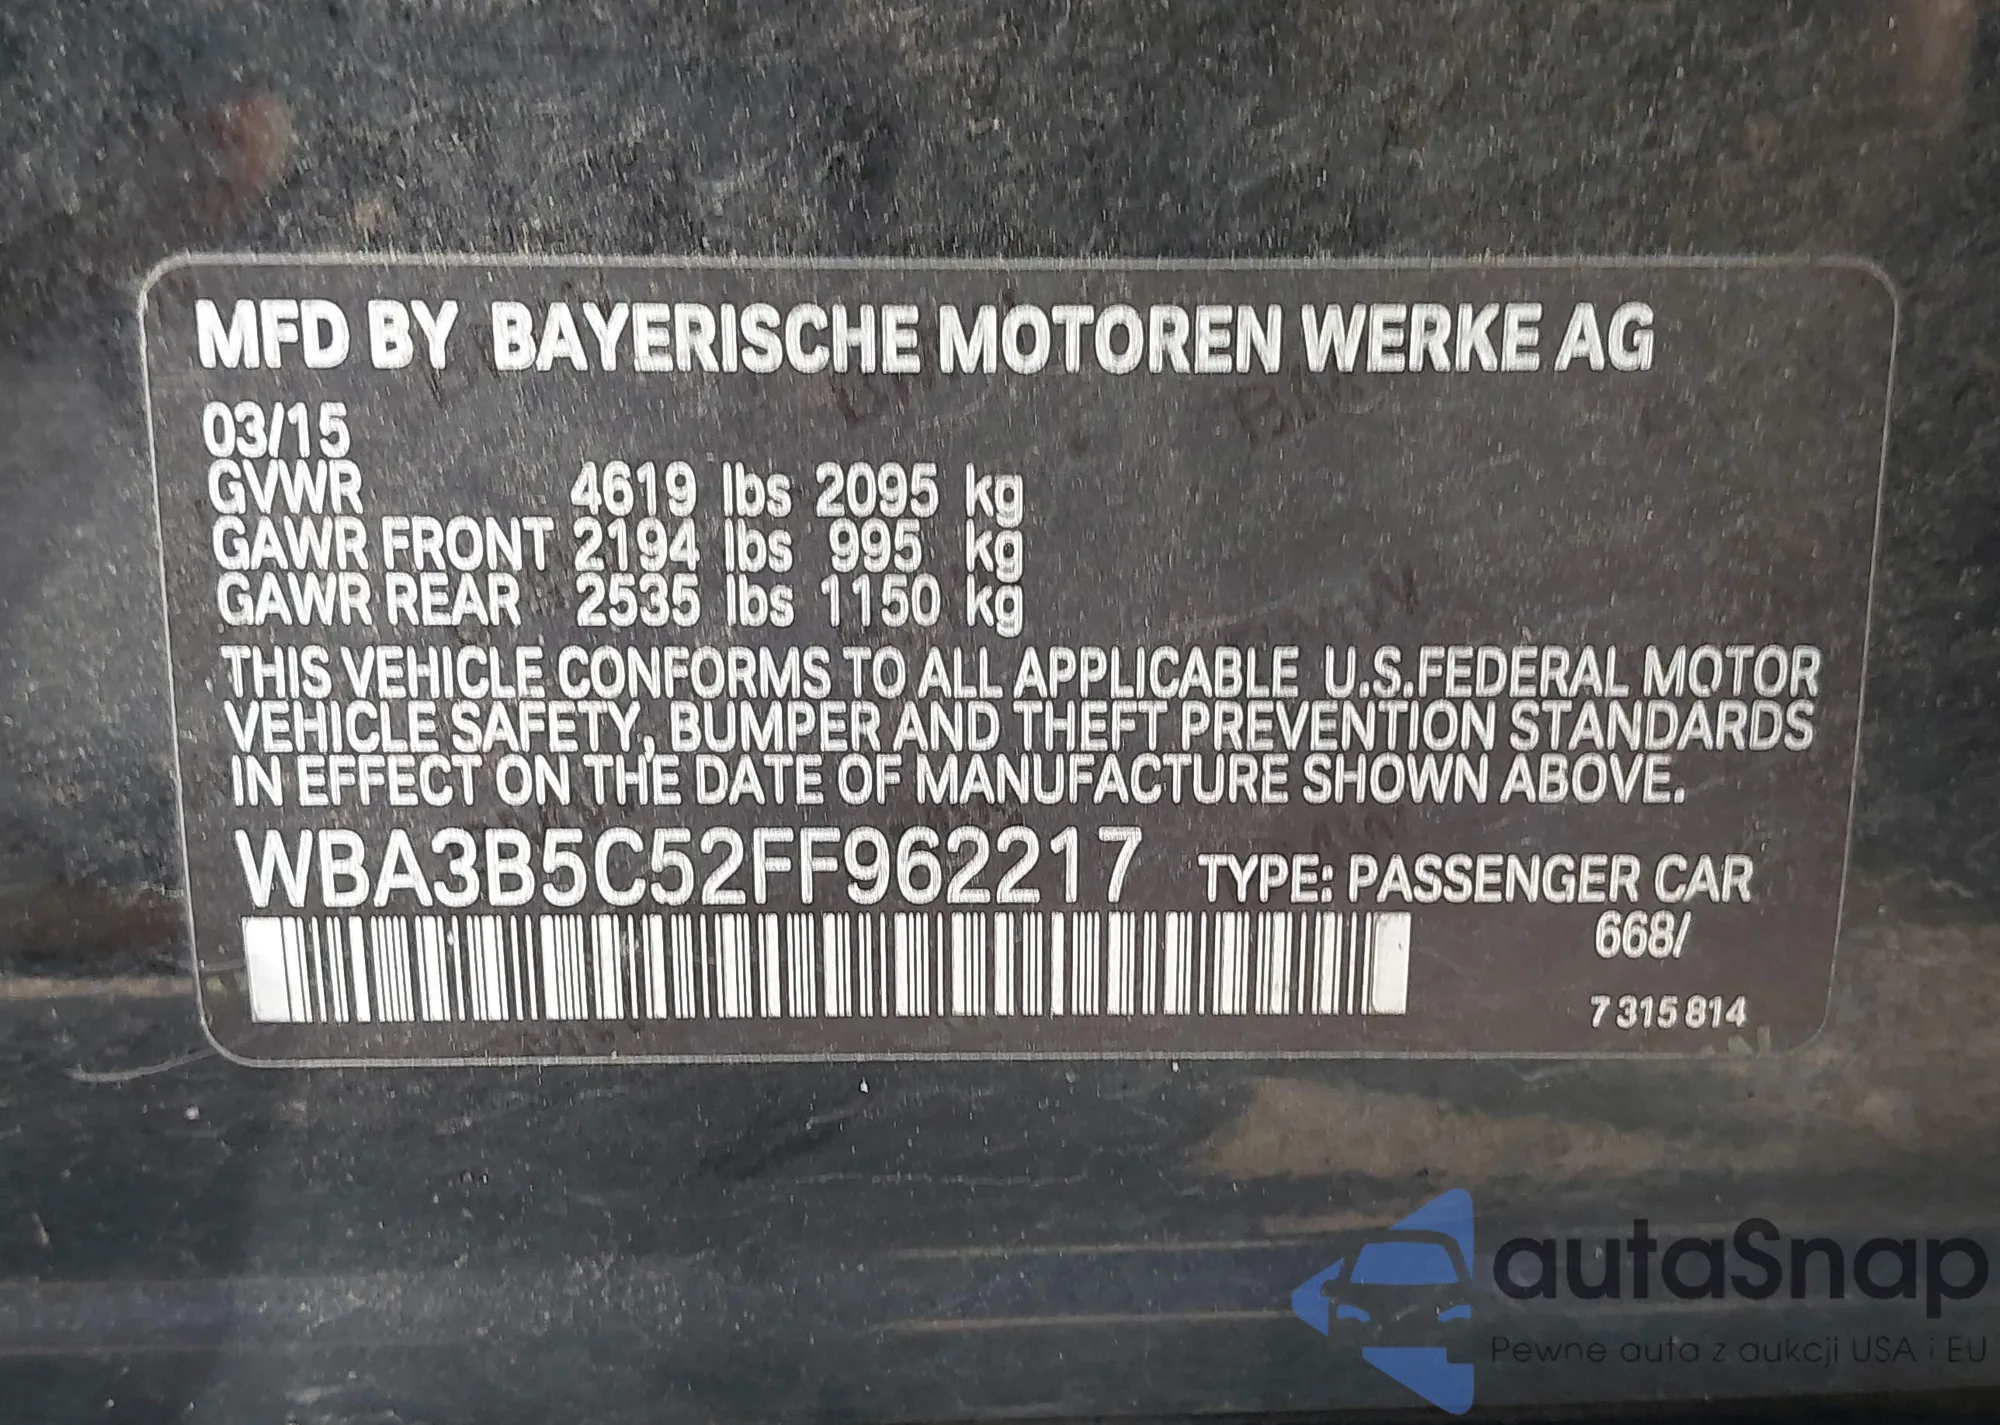 MFD BY BAYERISCHE MOTOREN WERKE AG
03/15
GVWR 4619 lbs 2095 kg
GAWR FRONT 2194 lbs 995 kg
GAWR REAR 2535 lbs 1150 kg
THIS VEHICLE CONFORMS TO ALL APPLICABLE U.S.FEDERAL MOTOR
VEHICLE SAFETY, BUMPER AND THEFT PREVENTION STANDARDS
IN EFFECT ON THE DATE OF MANUFACTURE SHOWN ABOVE.
WBA3B5C52FF962217 TYPE: PASSENGER CAR
668/
7 315 814
autaSnap
Pewne auta z aukcji USA i EU